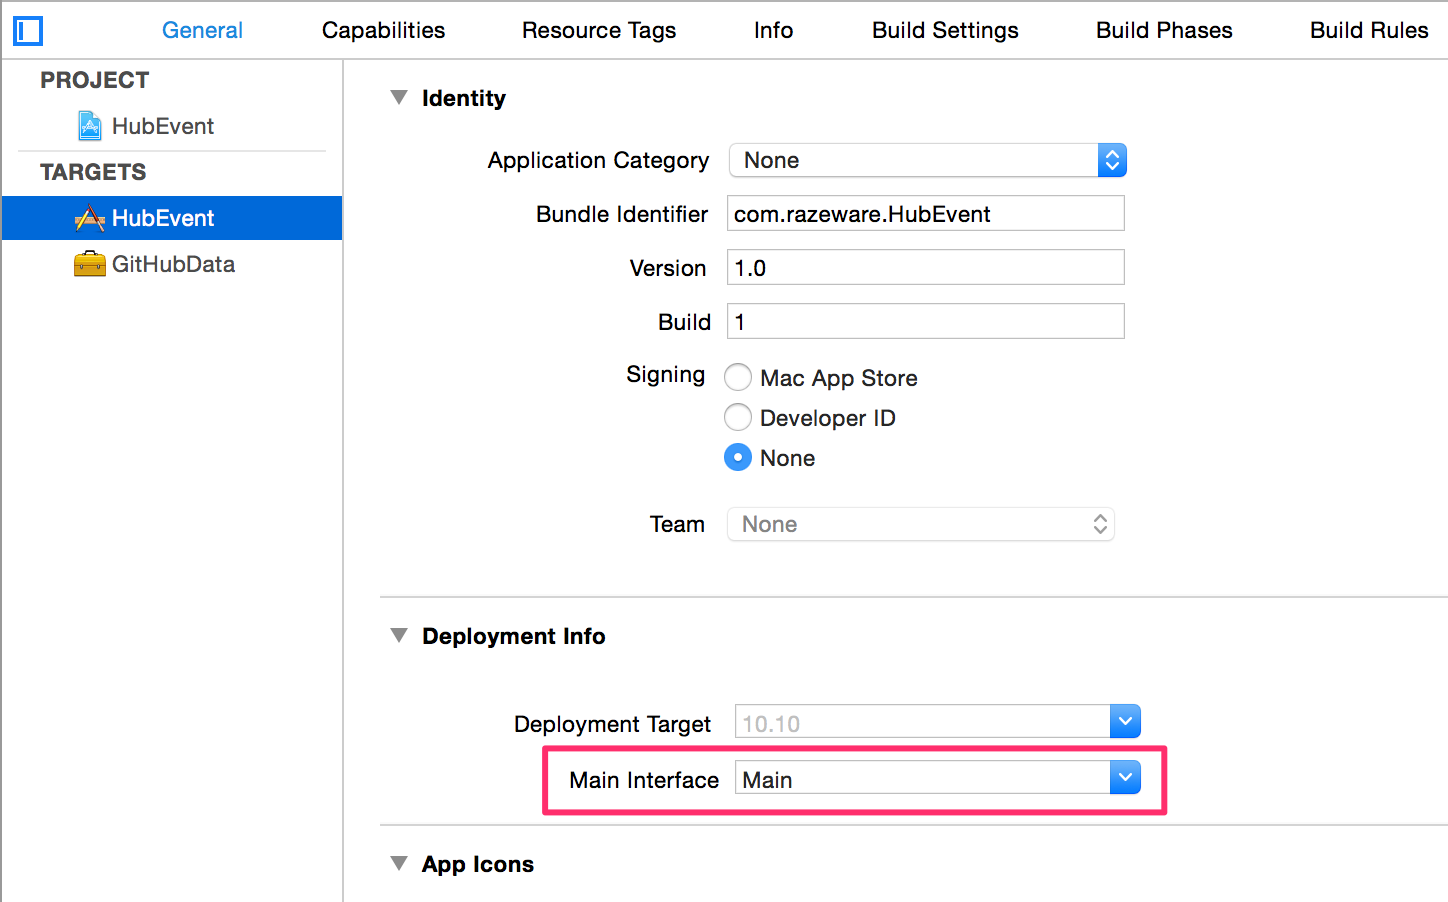 General Capabilities Resource Tags Info Build Settings Build Phases Build Rules
PROJECT
HubEvent
TARGETS
HubEvent
GitHubData
Identity
Application Category None
Bundle Identifier com.razeware.HubEvent
Version 1.0
Build 1
Signing Mac App Store
Developer ID
None
Team None
Deployment Info
Deployment Target 10.10
Main Interface Main
App Icons